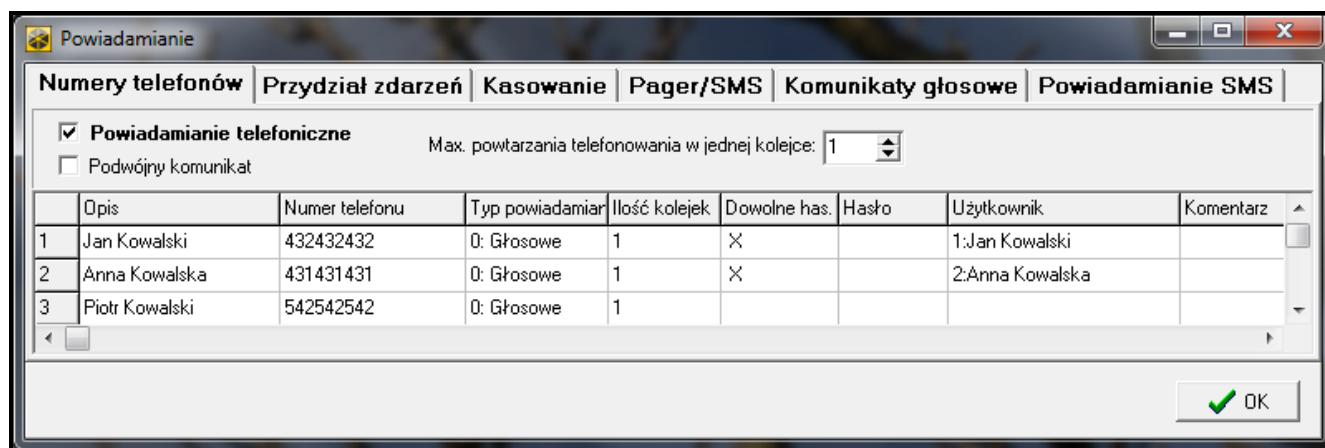 Powiadamianie
Numery telefonów Przydział zdarzeń Kasowanie Pager/SMS Komunikaty głosowe Powiadamianie SMS
Powiadamianie telefoniczne Max. powtarzania telefonowania w jednej kolejce: 1
Podwójny komunikat
Opis Numer telefonu Typ powiadamiar Ilość kolejek Dowolne has. Hasło Użytkownik Komentarz
1 Jan Kowalski 432432432 0: Głosowe 1 X 1:Jan Kowalski
2 Anna Kowalska 431431431 0: Głosowe 1 X 2:Anna Kowalska
3 Piotr Kowalski 542542542 0: Głosowe 1
OK